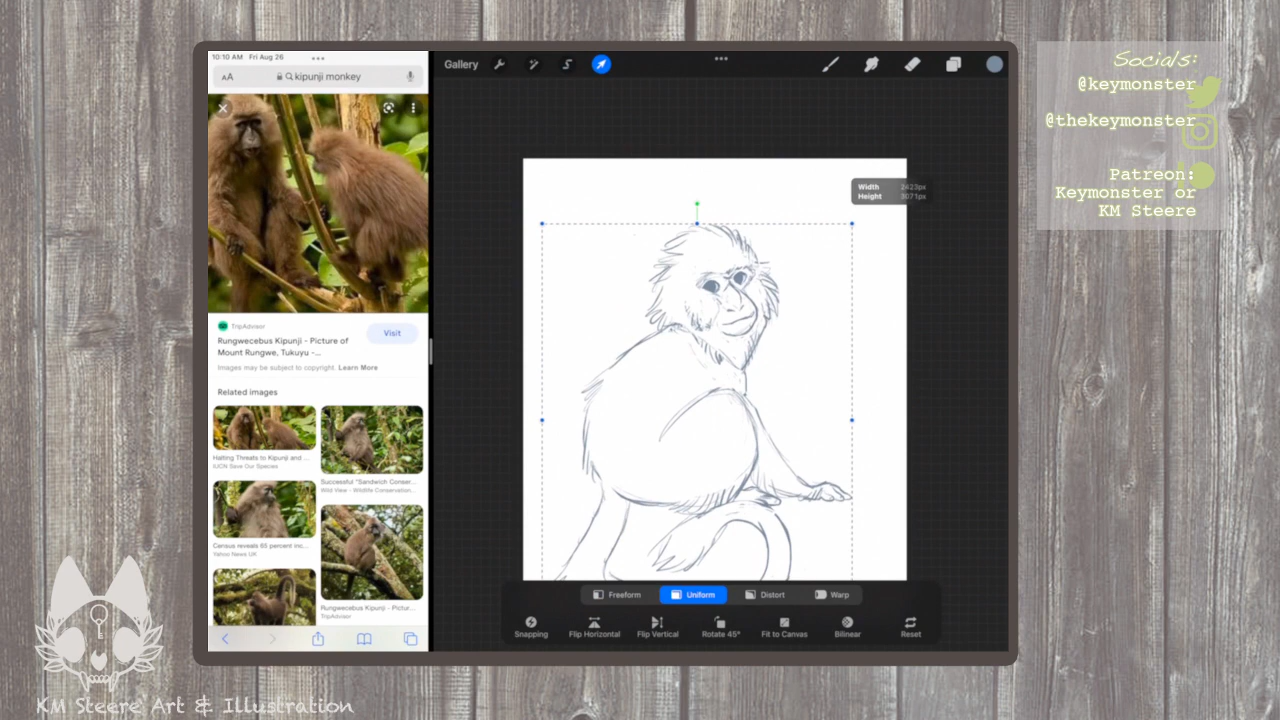 10:10 AM Fri Aug 26
AA
kipunji monkey
TripAdvisor
Visit
Rungwecebus Kipunji - Picture of
Mount Rungwe, Tukuyu -...
Images may be subject to copyright. Learn More
Related images
Halting Threats to Kipunji and ...
IUCN Save Our Species
Successful "Sandwich Conser...
Wild View - Wildlife Conservation...
Census reveals 65 percent inc...
Yahoo News UK
Rungwecebus Kipunji - Pictur...
TripAdvisor
Gallery
Width 2423px
Height 3071px
Freeform
Uniform
Distort
Warp
Snapping
Flip Horizontal
Flip Vertical
Rotate 45°
Fit to Canvas
Bilinear
Reset
Socials:
@keymonster
@thekeymonster
Patreon:
Keymonster or
KM Steere
KM Steere Art & Illustration